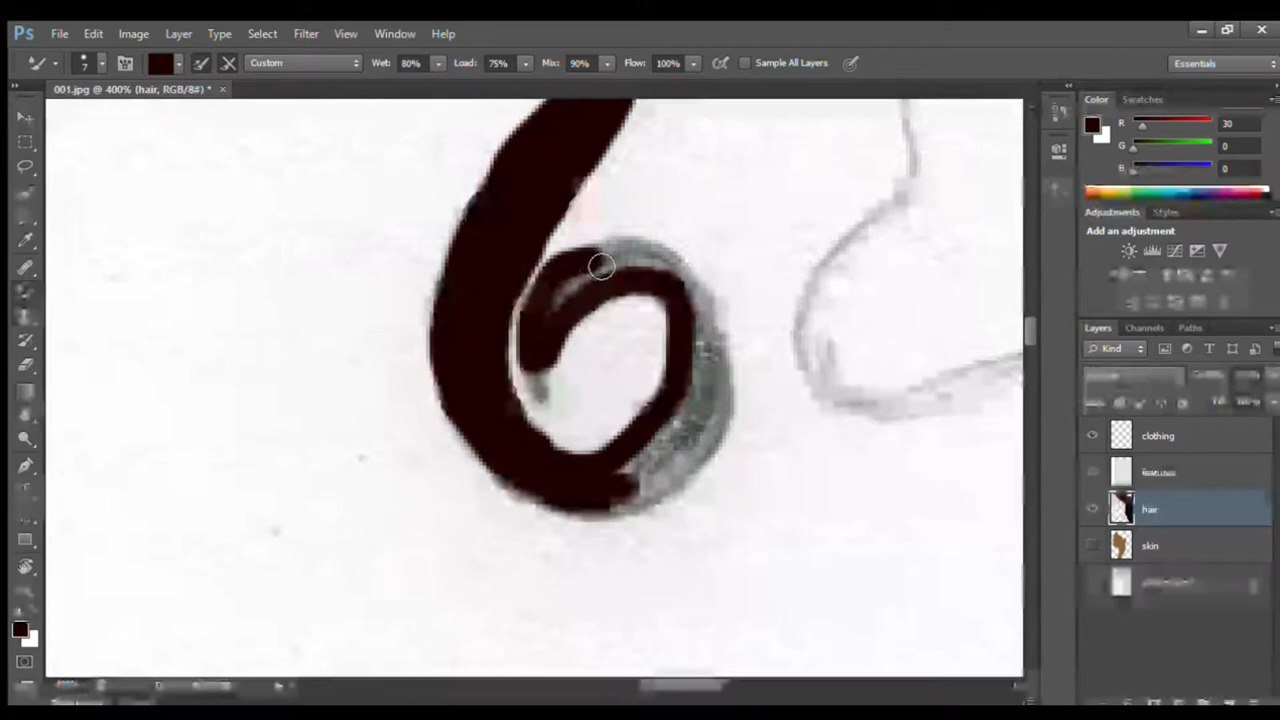 Ps File Edit Image Layer Type Select Filter View Window Help
7 Custom Wet: 80% Load: 75% Mix: 90% Flow: 100% Sample All Layers Essentials
001.jpg @ 400% (hair, RGB/8#) * ×
Color Swatches
R 30
G 0
B 0
Adjustments Styles
Add an adjustment
Layers Channels Paths
Kind
clothing
hair
skin